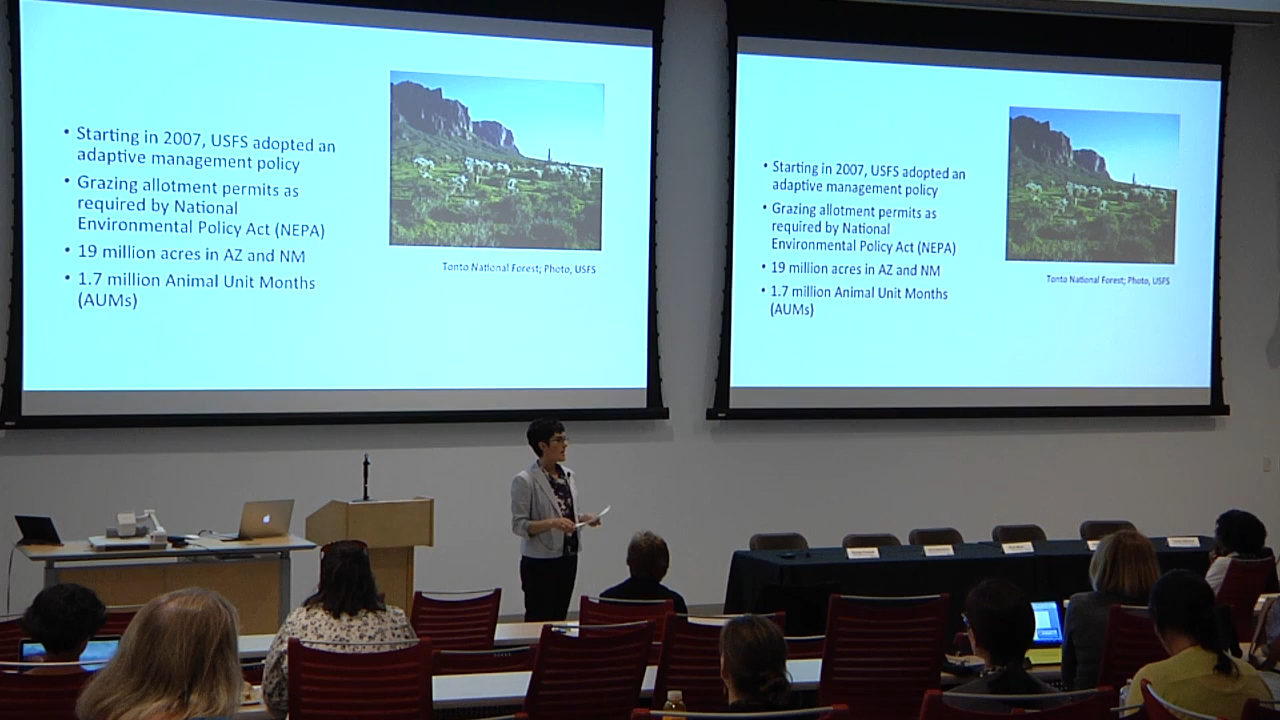 • Starting in 2007, USFS adopted an
adaptive management policy
• Grazing allotment permits as
required by National
Environmental Policy Act (NEPA)
• 19 million acres in AZ and NM
• 1.7 million Animal Unit Months
(AUMs)
Tonto National Forest; Photo, USFS
• Starting in 2007, USFS adopted an
adaptive management policy
• Grazing allotment permits as
required by National
Environmental Policy Act (NEPA)
• 19 million acres in AZ and NM
• 1.7 million Animal Unit Months
(AUMs)
Tonto National Forest; Photo, USFS